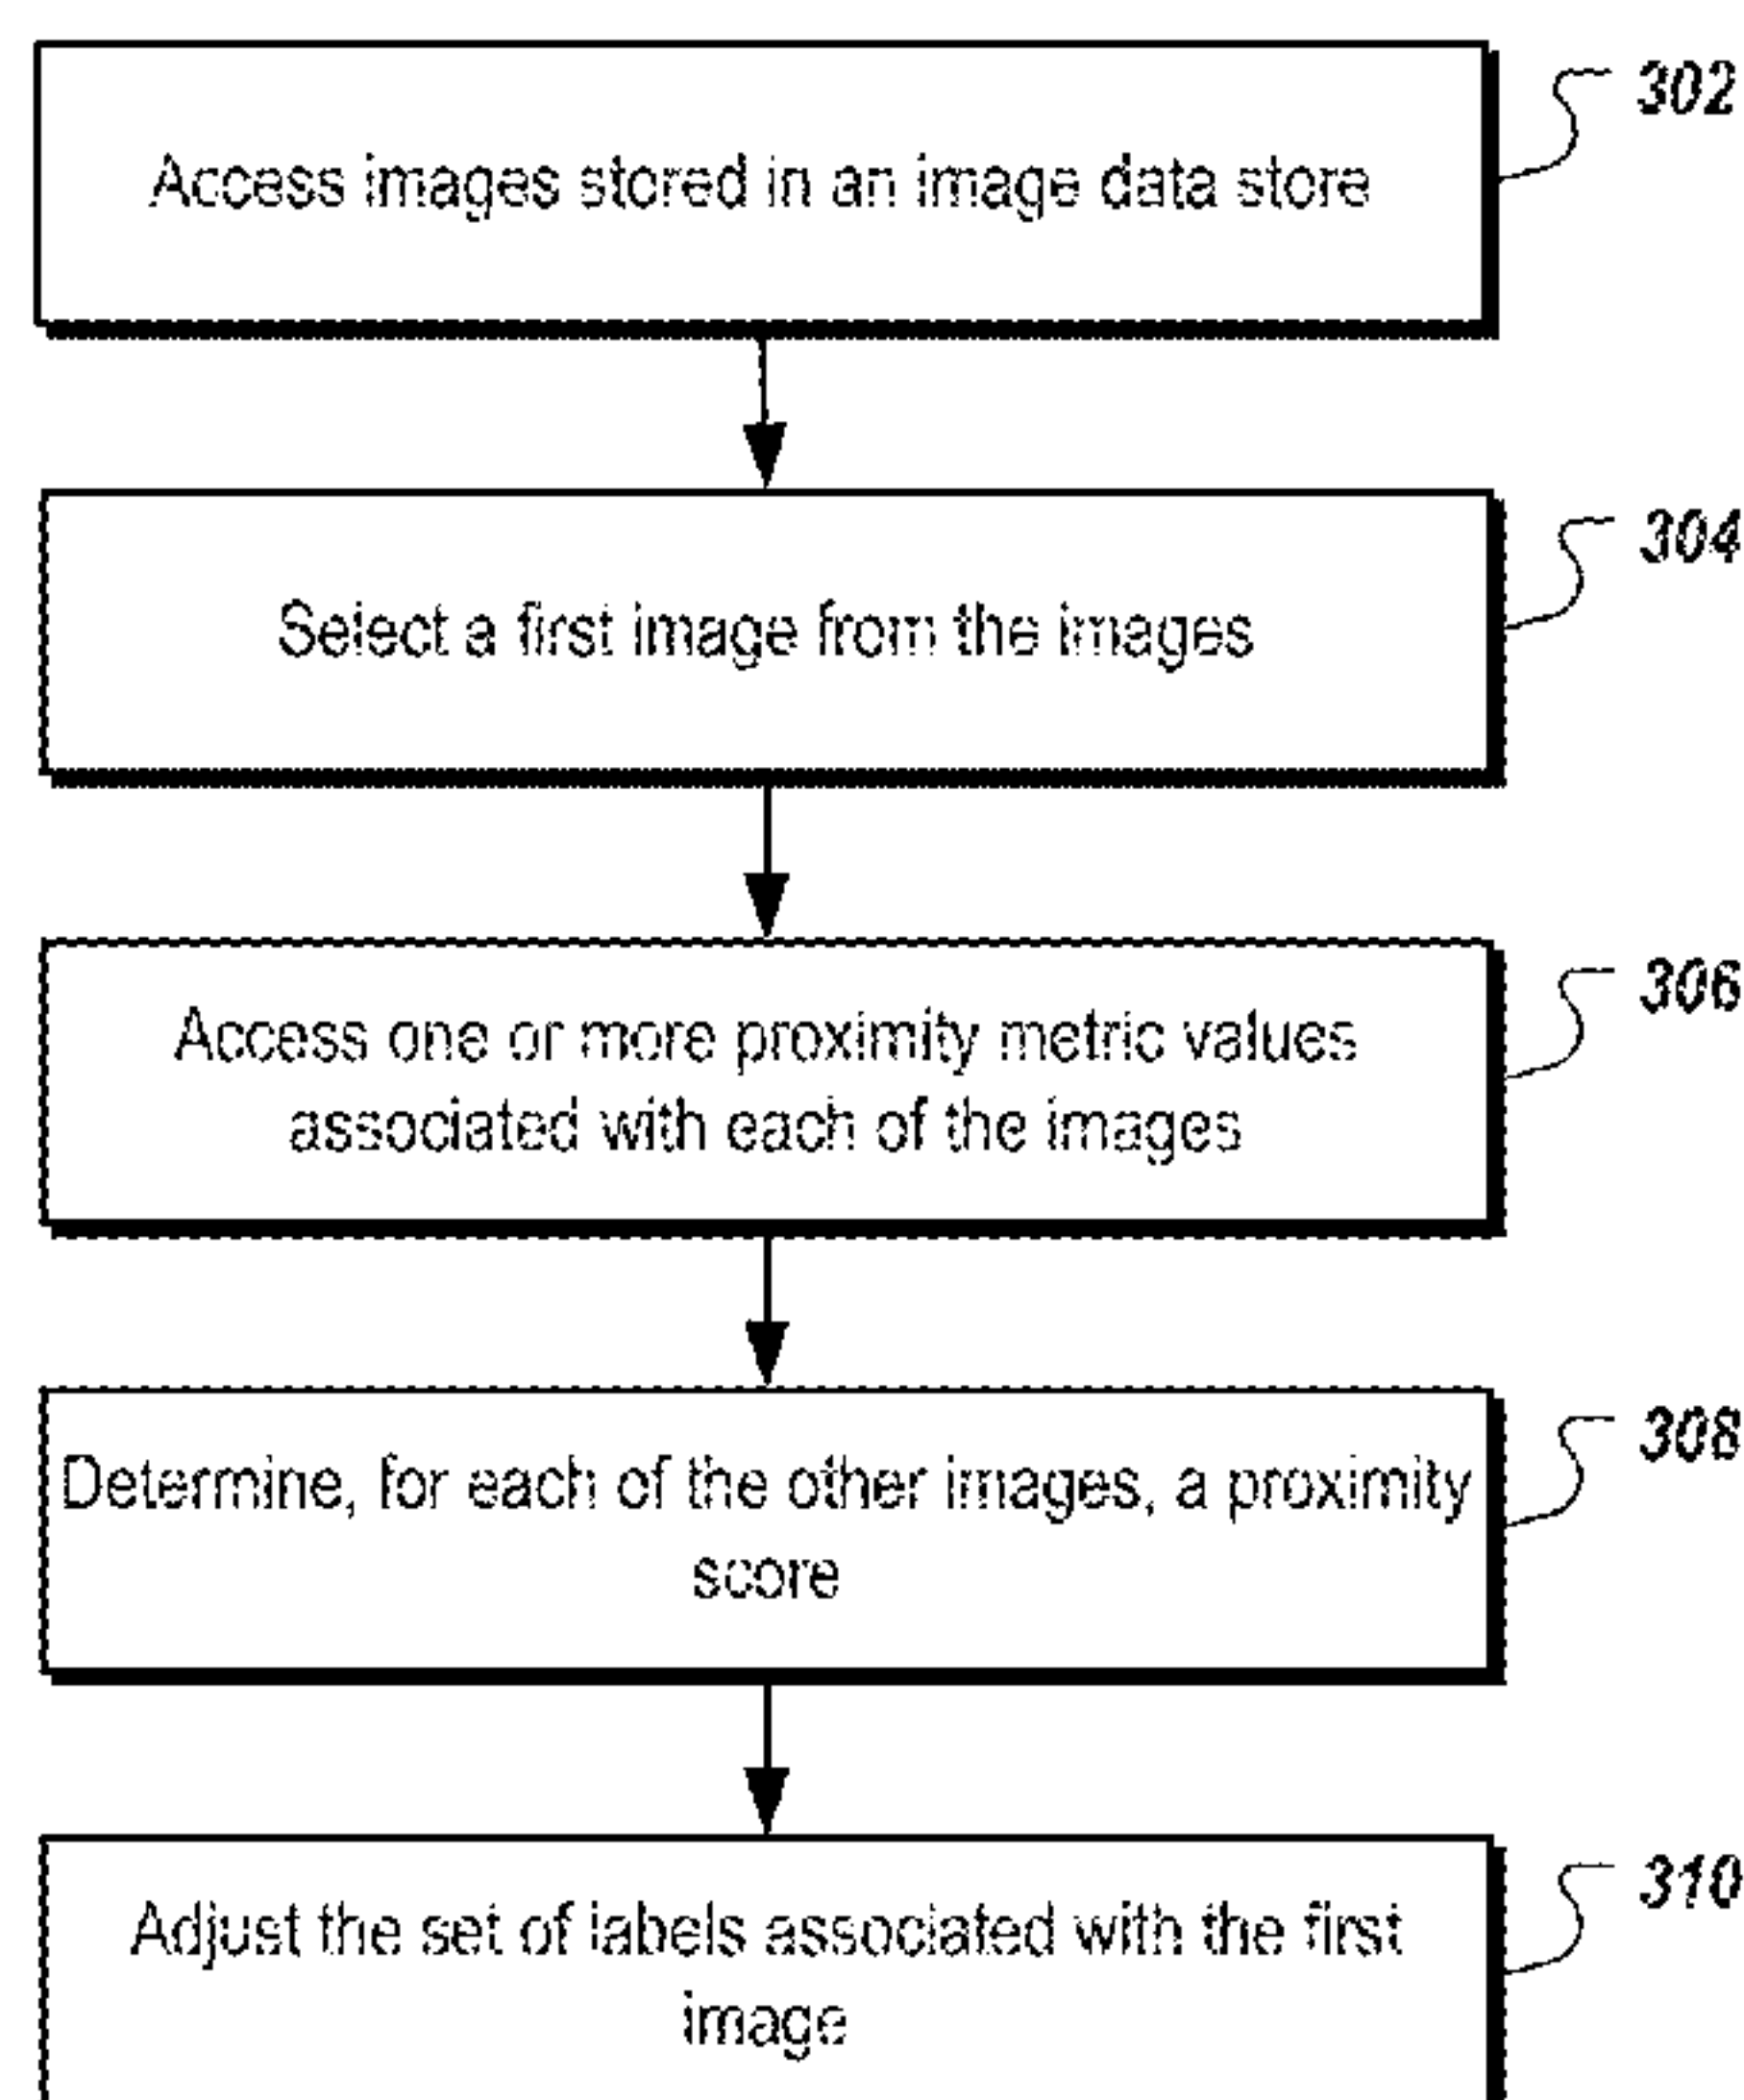 302
Access images stored in an image data store
304
Select a first image from the images
306
Access one or more proximity metric values
associated with each of the images
308
Determine, for each of the other images, a proximity
score
310
Adjust the set of labels associated with the first
image